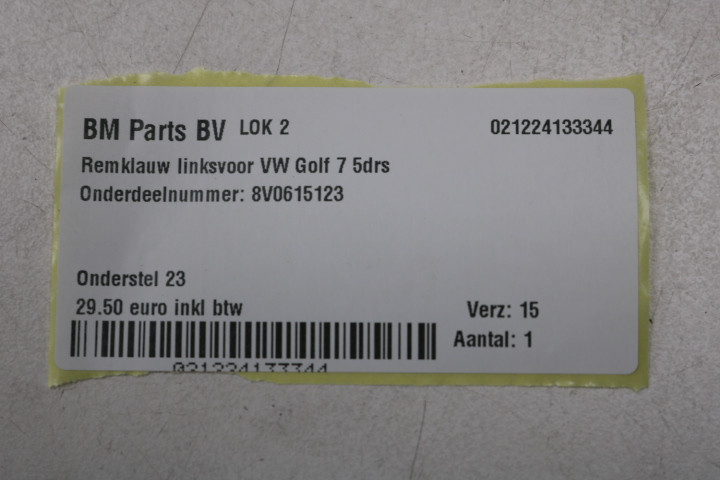 BM Parts BV LOK 2 021224133344
Remklauw linksvoor VW Golf 7 5drs
Onderdeelnummer: 8V0615123
Onderstel 23
29.50 euro inkl btw Verz: 15
Aantal: 1
021224133344